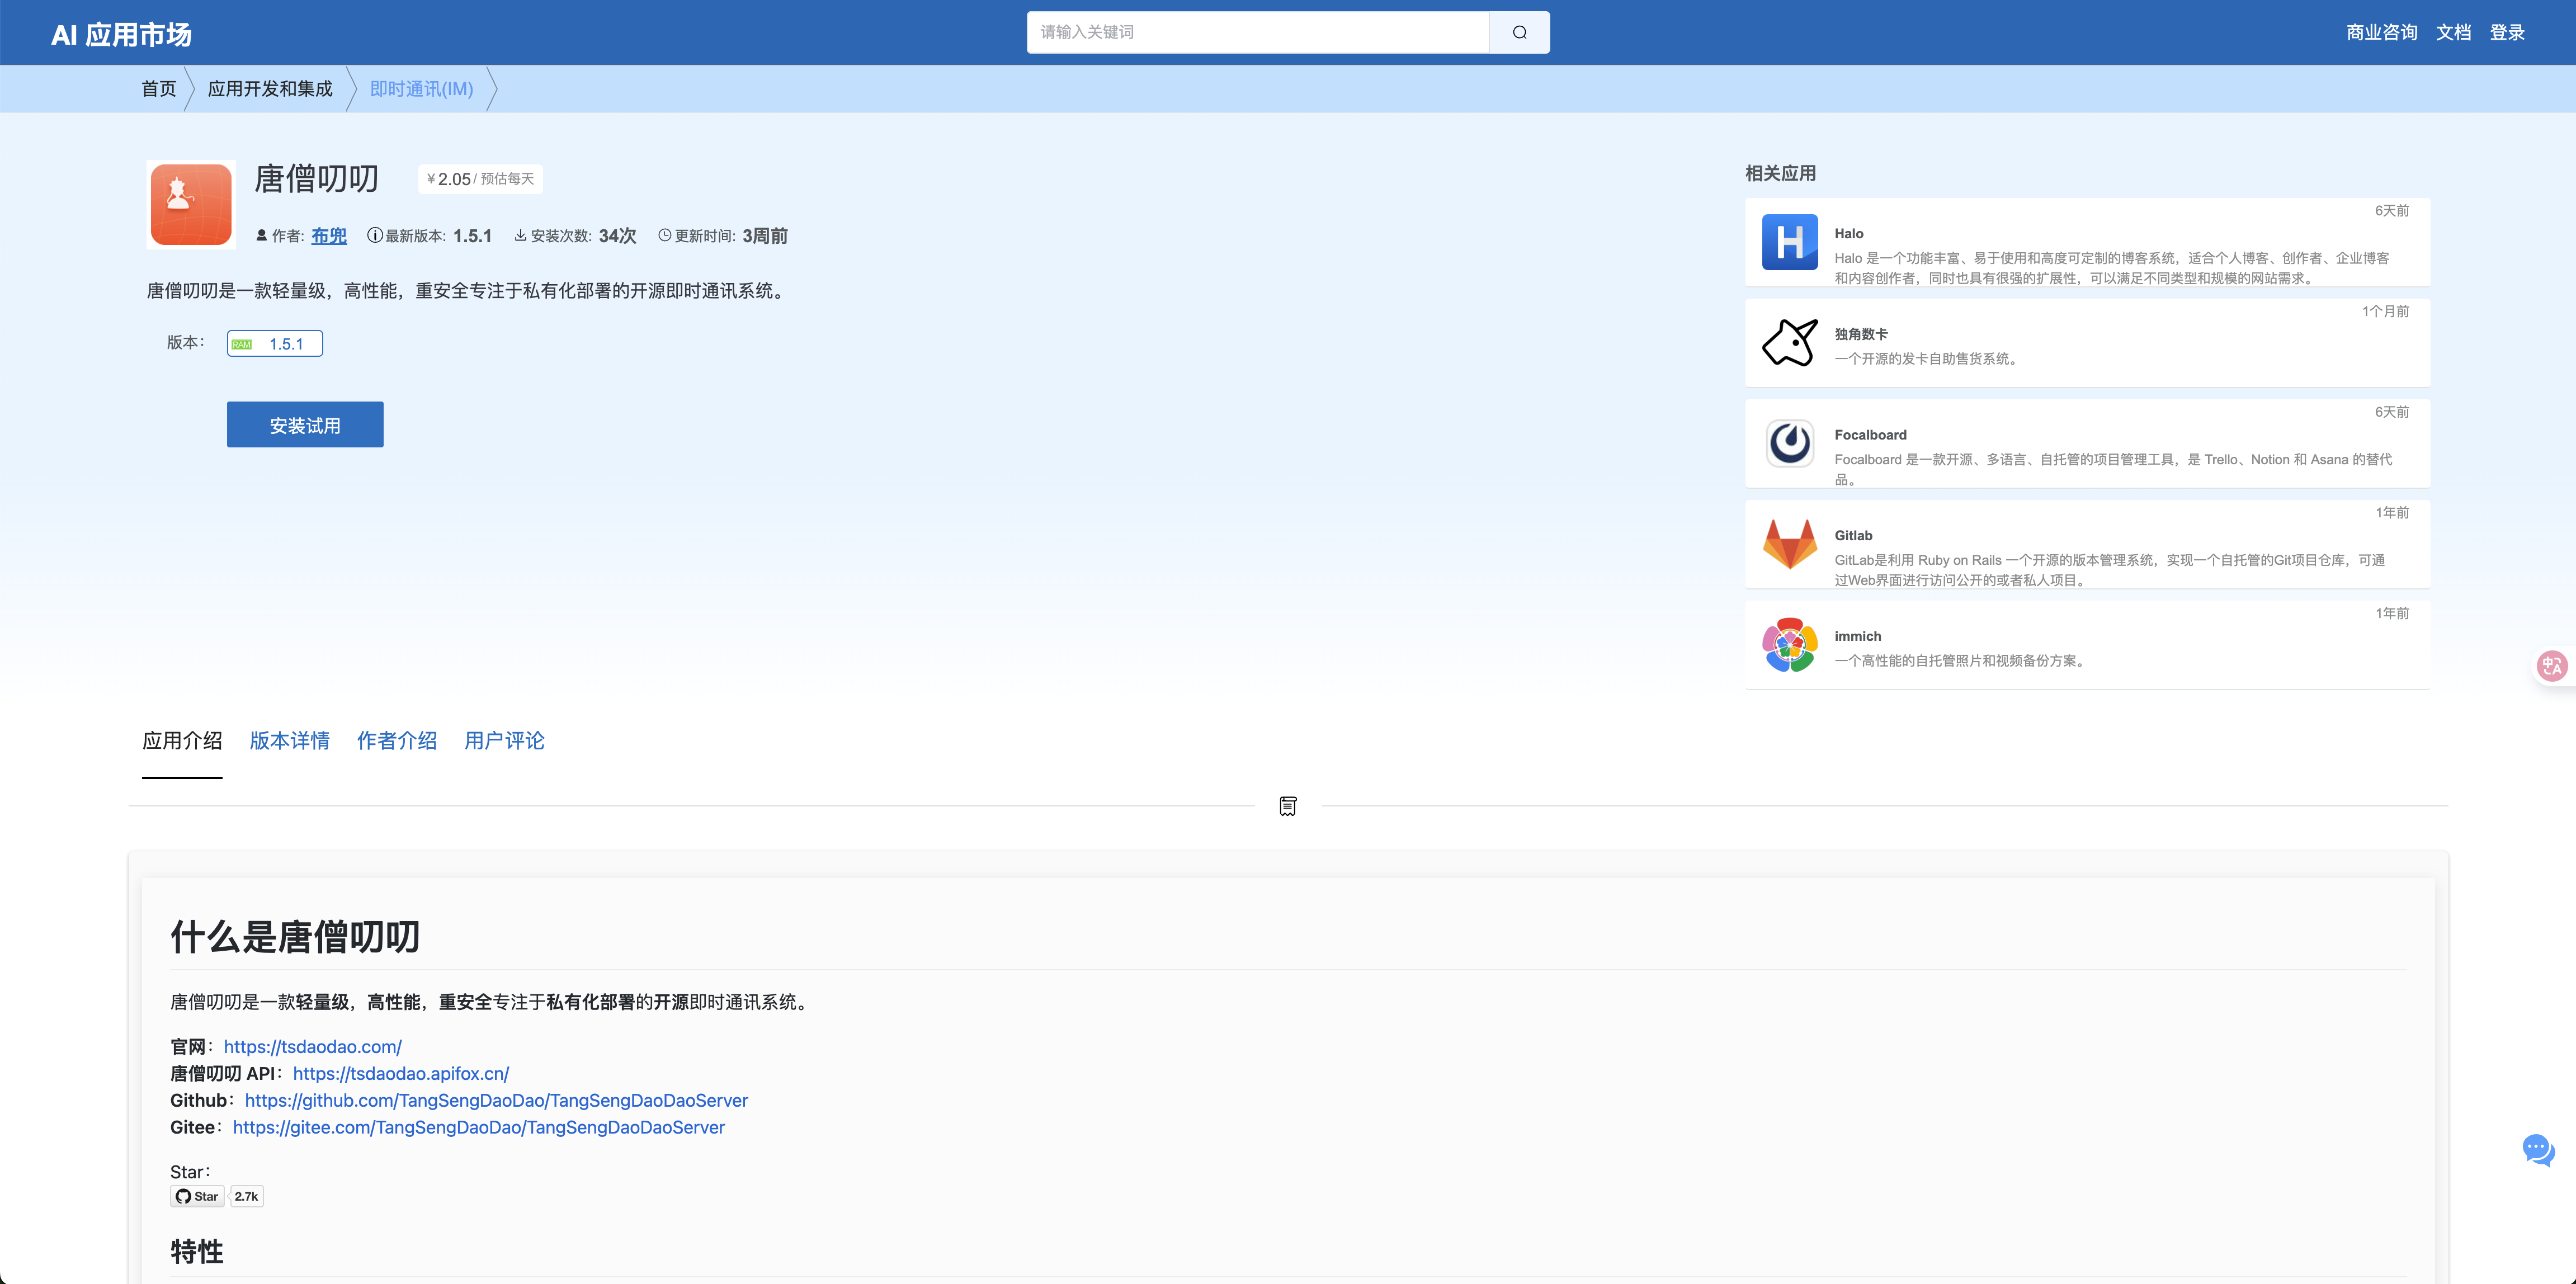 AI 应用市场
请输入关键词
商业咨询 文档 登录
首页 应用开发和集成 即时通讯(IM)
唐僧叨叨
¥ 2.05 / 预估每天
作者: 布兜 最新版本: 1.5.1 安装次数: 34次 更新时间: 3周前
唐僧叨叨是一款轻量级，高性能，重安全专注于私有化部署的开源即时通讯系统。
版本：
RAM 1.5.1
安装试用
相关应用
6天前
Halo
Halo 是一个功能丰富、易于使用和高度可定制的博客系统，适合个人博客、创作者、企业博客
和内容创作者，同时也具有很强的扩展性，可以满足不同类型和规模的网站需求。
1个月前
独角数卡
一个开源的发卡自助售货系统。
6天前
Focalboard
Focalboard 是一款开源、多语言、自托管的项目管理工具，是 Trello、Notion 和 Asana 的替代
品。
1年前
Gitlab
GitLab是利用 Ruby on Rails 一个开源的版本管理系统，实现一个自托管的Git项目仓库，可通
过Web界面进行访问公开的或者私人项目。
1年前
immich
一个高性能的自托管照片和视频备份方案。
应用介绍 版本详情 作者介绍 用户评论
什么是唐僧叨叨
唐僧叨叨是一款轻量级，高性能，重安全专注于私有化部署的开源即时通讯系统。
官网：https://tsdaodao.com/
唐僧叨叨 API：https://tsdaodao.apifox.cn/
Github：https://github.com/TangSengDaoDao/TangSengDaoDaoServer
Gitee：https://gitee.com/TangSengDaoDao/TangSengDaoDaoServer
Star：
Star 2.7k
特性